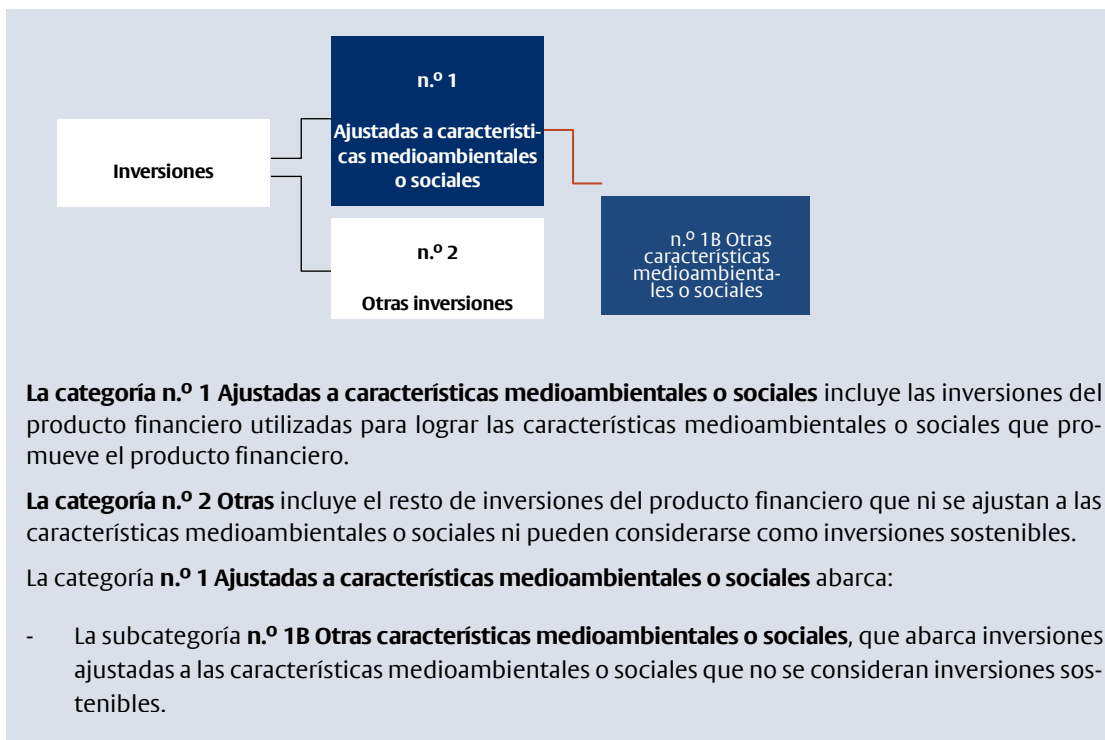 n.º 1
Ajustadas a característi-
cas medioambientales
o sociales
Inversiones
n.º 1B Otras
características
medioambienta-
les o sociales
n.º 2
Otras inversiones
La categoría n.º 1 Ajustadas a características medioambientales o sociales incluye las inversiones del
producto financiero utilizadas para lograr las características medioambientales o sociales que pro-
mueve el producto financiero.
La categoría n.º 2 Otras incluye el resto de inversiones del producto financiero que ni se ajustan a las
características medioambientales o sociales ni pueden considerarse como inversiones sostenibles.
La categoría n.º 1 Ajustadas a características medioambientales o sociales abarca:
- La subcategoría n.º 1B Otras características medioambientales o sociales, que abarca inversiones
ajustadas a las características medioambientales o sociales que no se consideran inversiones sos-
tenibles.